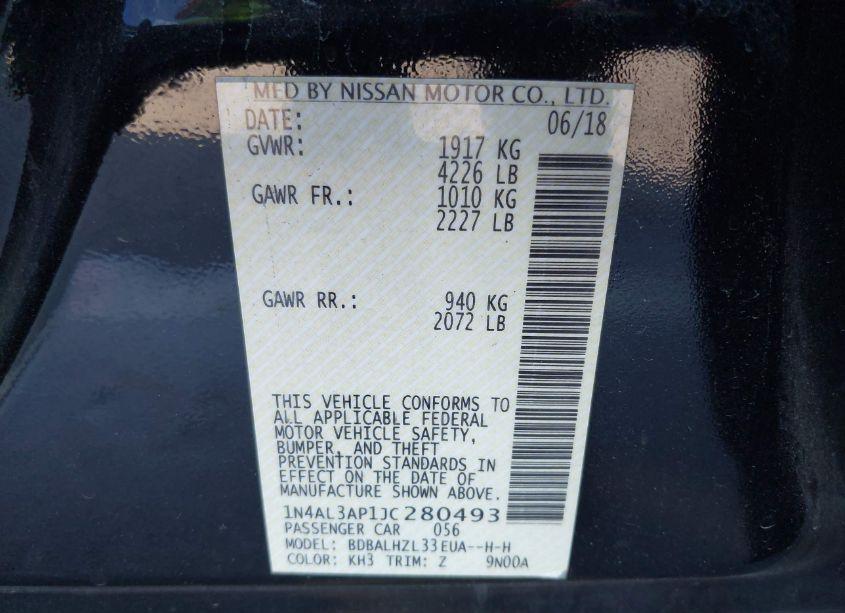 MFD BY NISSAN MOTOR CO., LTD.
DATE: 06/18
GVWR: 1917 KG
4226 LB
GAWR FR.: 1010 KG
2227 LB
GAWR RR.: 940 KG
2072 LB
THIS VEHICLE CONFORMS TO
ALL APPLICABLE FEDERAL
MOTOR VEHICLE SAFETY,
BUMPER, AND THEFT
PREVENTION STANDARDS IN
EFFECT ON THE DATE OF
MANUFACTURE SHOWN ABOVE.
1N4AL3AP1JC280493
PASSENGER CAR 056
MODEL: BDBALHZL33EUA--H-H
COLOR: KH3 TRIM: Z 9N00A